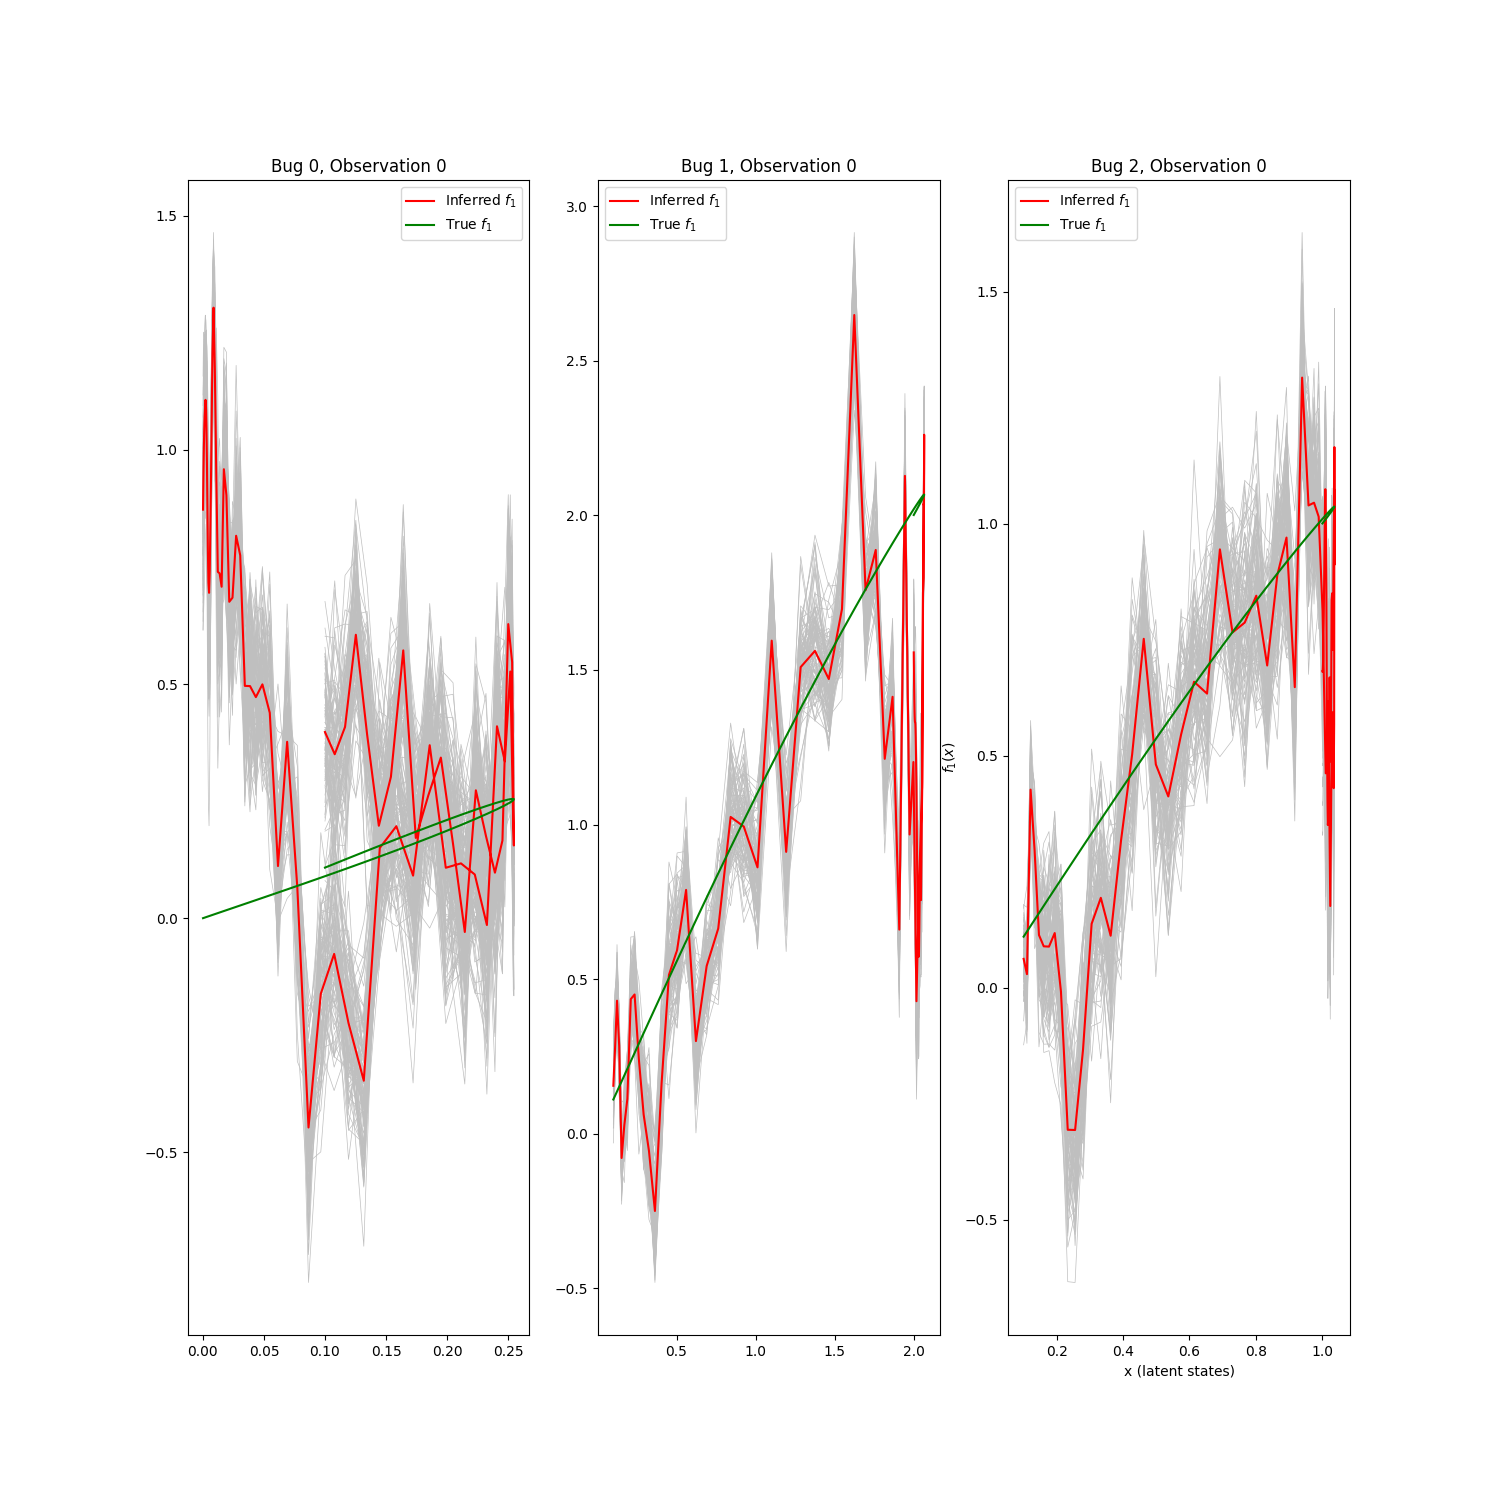 Bug 0, Observation 0
Inferred f₁
True f₁
1.5
1.0
0.5
0.0
−0.5
0.00 0.05 0.10 0.15 0.20 0.25
Bug 1, Observation 0
Inferred f₁
True f₁
3.0
2.5
2.0
1.5
1.0
0.5
0.0
−0.5
0.5 1.0 1.5 2.0
Bug 2, Observation 0
Inferred f₁
True f₁
f₁(x)
1.5
1.0
0.5
0.0
−0.5
0.2 0.4 0.6 0.8 1.0
x (latent states)